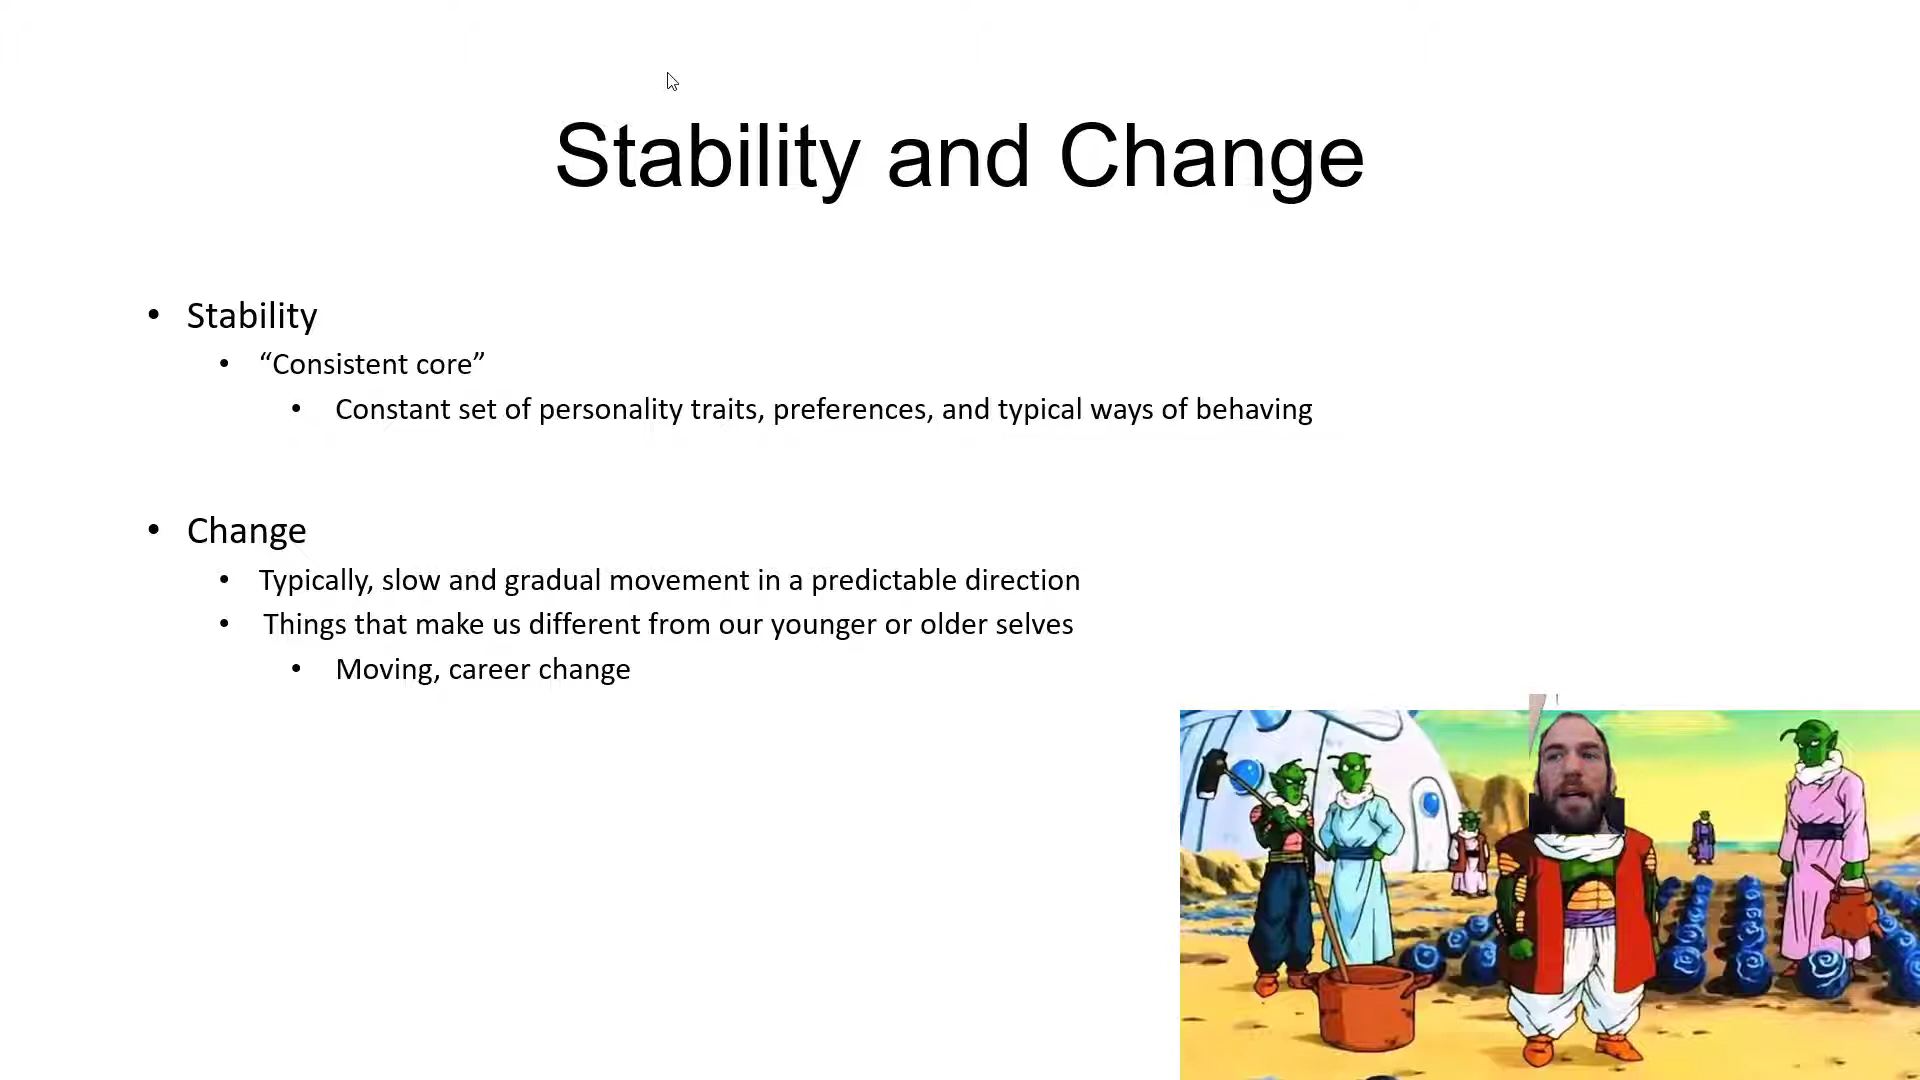 Stability and Change
• Stability
• “Consistent core”
• Constant set of personality traits, preferences, and typical ways of behaving
• Change
• Typically, slow and gradual movement in a predictable direction
• Things that make us different from our younger or older selves
• Moving, career change